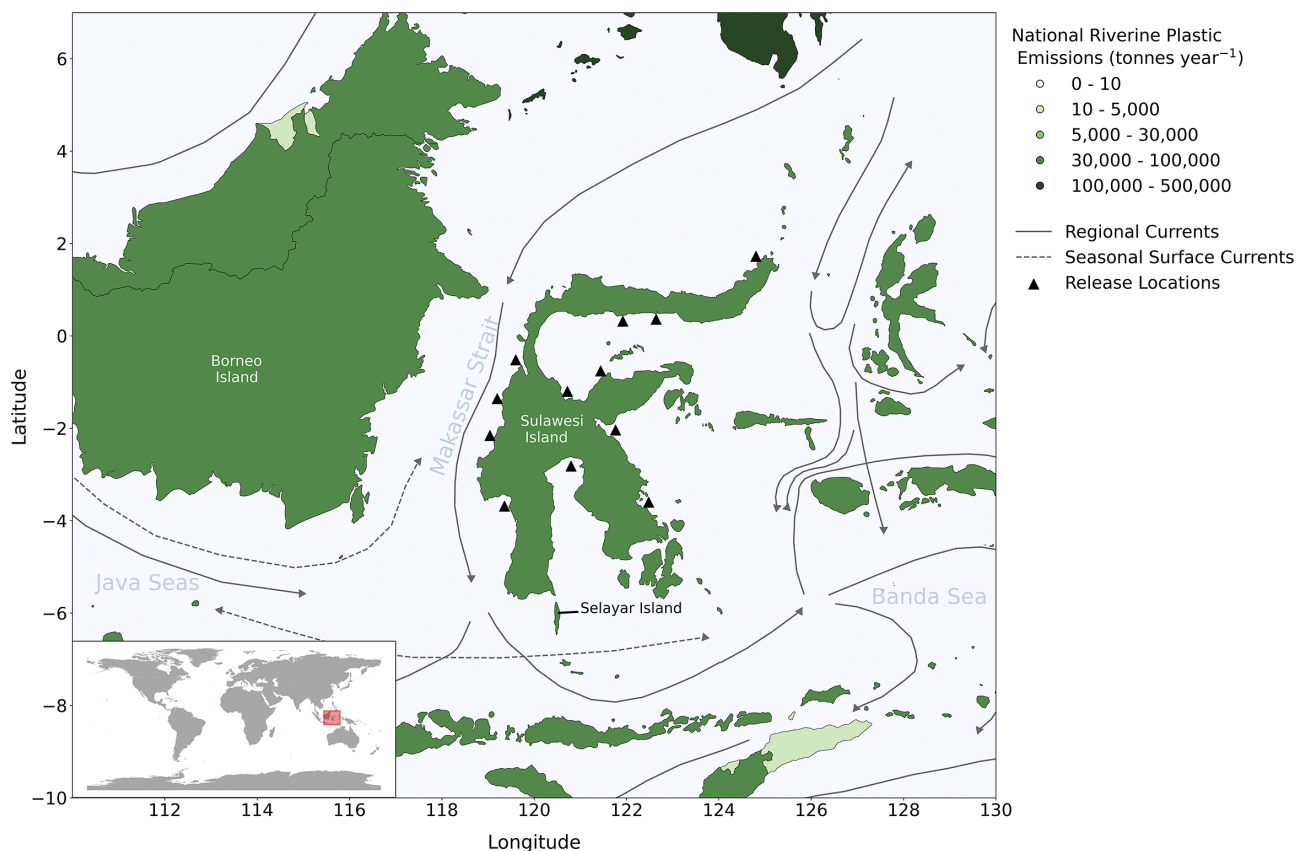 National Riverine Plastic
Emissions (tonnes year⁻¹)
0 - 10
10 - 5,000
5,000 - 30,000
30,000 - 100,000
100,000 - 500,000
Regional Currents
Seasonal Surface Currents
Release Locations
6
4
2
0
−2
−4
−6
−8
−10
Latitude
Borneo
Island
Makassar Strait
Sulawesi
Island
Java Seas
Selayar Island
Banda Sea
112
114
116
118
120
122
124
126
128
130
Longitude